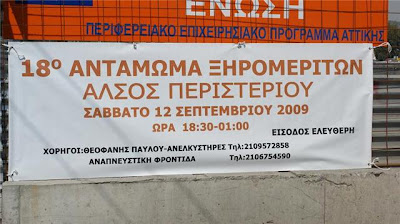 ΕΝΩΣΗ
ΠΕΡΙΦΕΡΕΙΑΚΟ ΕΠΙΧΕΙΡΗΣΙΑΚΟ ΠΡΟΓΡΑΜΜΑ ΑΤΤΙΚΗΣ
18º ΑΝΤΑΜΩΜΑ ΞΗΡΟΜΕΡΙΤΩΝ
ΑΛΣΟΣ ΠΕΡΙΣΤΕΡΙΟΥ
ΣΑΒΒΑΤΟ 12 ΣΕΠΤΕΜΒΡΙΟΥ 2009
ΩΡΑ 18:30-01:00
ΕΙΣΟΔΟΣ ΕΛΕΥΘΕΡΗ
ΧΟΡΗΓΟΙ:ΘΕΟΦΑΝΗΣ ΠΑΥΛΟΥ-ΑΝΕΛΚΥΣΤΗΡΕΣ Τηλ:2109572858
ΑΝΑΠΝΕΥΣΤΙΚΗ ΦΡΟΝΤΙΔΑ Τηλ:2106754590